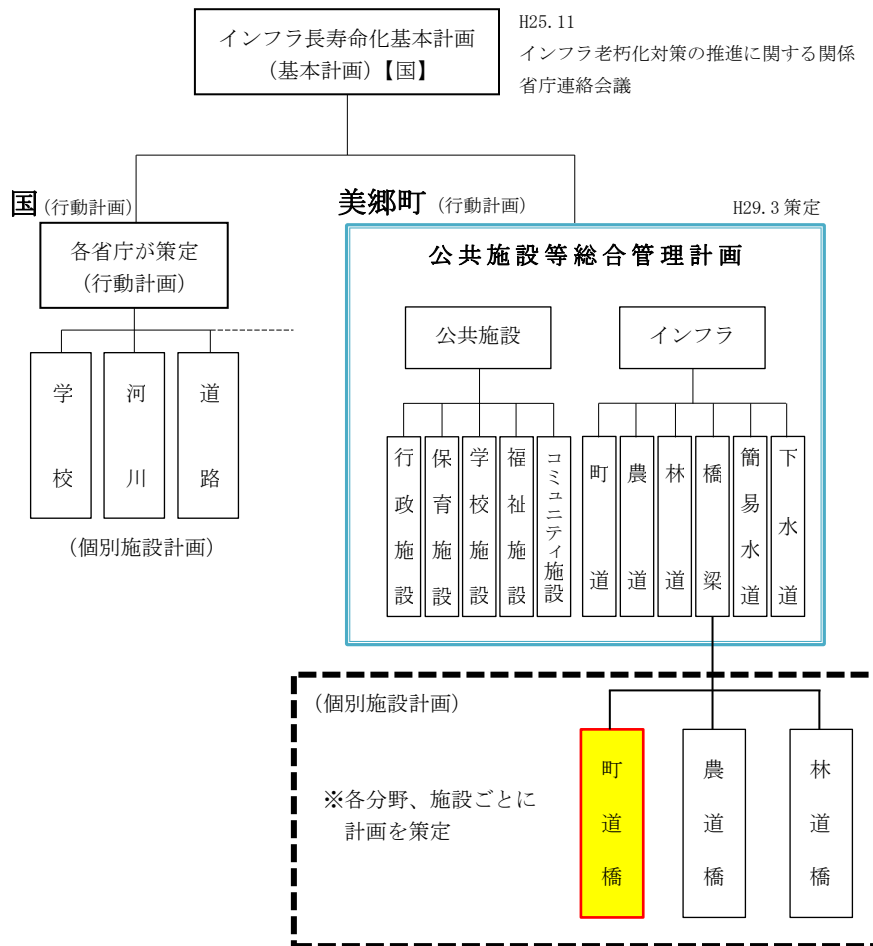 インフラ長寿命化基本計画
(基本計画)【国】
H25.11
インフラ老朽化対策の推進に関する関係
省庁連絡会議
国(行動計画)
各省庁が策定
(行動計画)
学校
河川
道路
(個別施設計画)
美郷町 (行動計画)
H29.3 策定
公共施設等総合管理計画
公共施設
インフラ
行政施設
保育施設
学校施設
福祉施設
コミュニティ施設
町道
農道
林道
橋梁
簡易水道
下水道
(個別施設計画)
※各分野、施設ごとに
計画を策定
町道橋
農道橋
林道橋